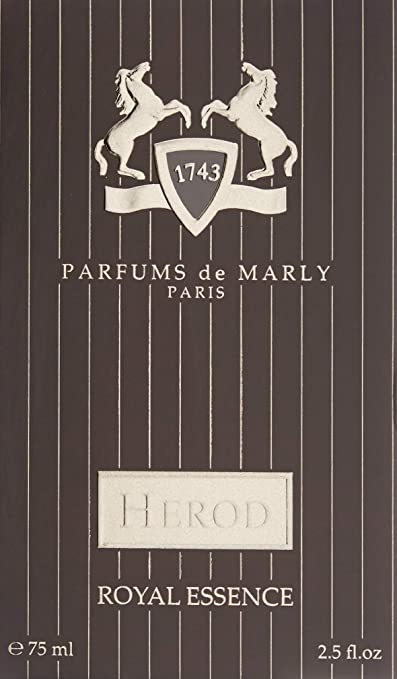 1743
PARFUMS de MARLY
PARIS
HEROD
ROYAL ESSENCE
℮ 75 ml 2.5 fl.oz